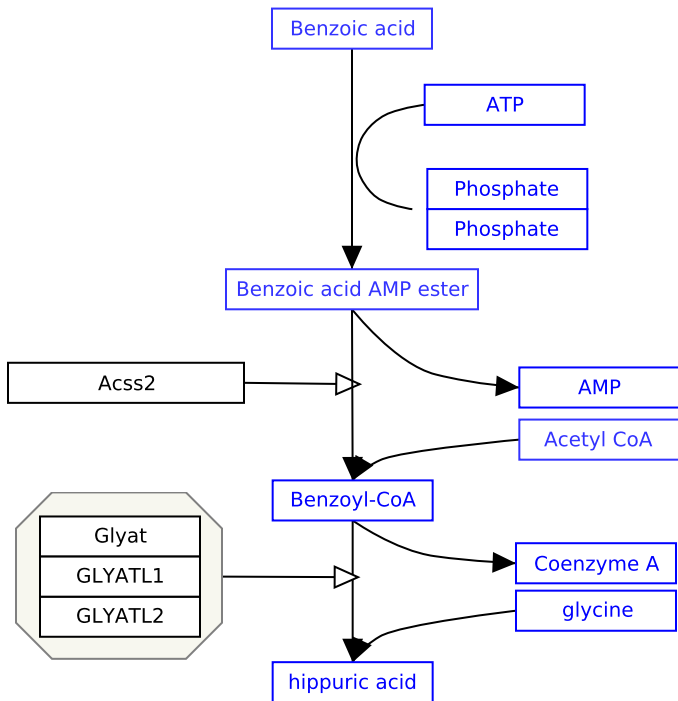 Benzoic acid
ATP
Phosphate
Phosphate
Benzoic acid AMP ester
Acss2
AMP
Acetyl CoA
Benzoyl-CoA
Glyat
GLYATL1
GLYATL2
Coenzyme A
glycine
hippuric acid